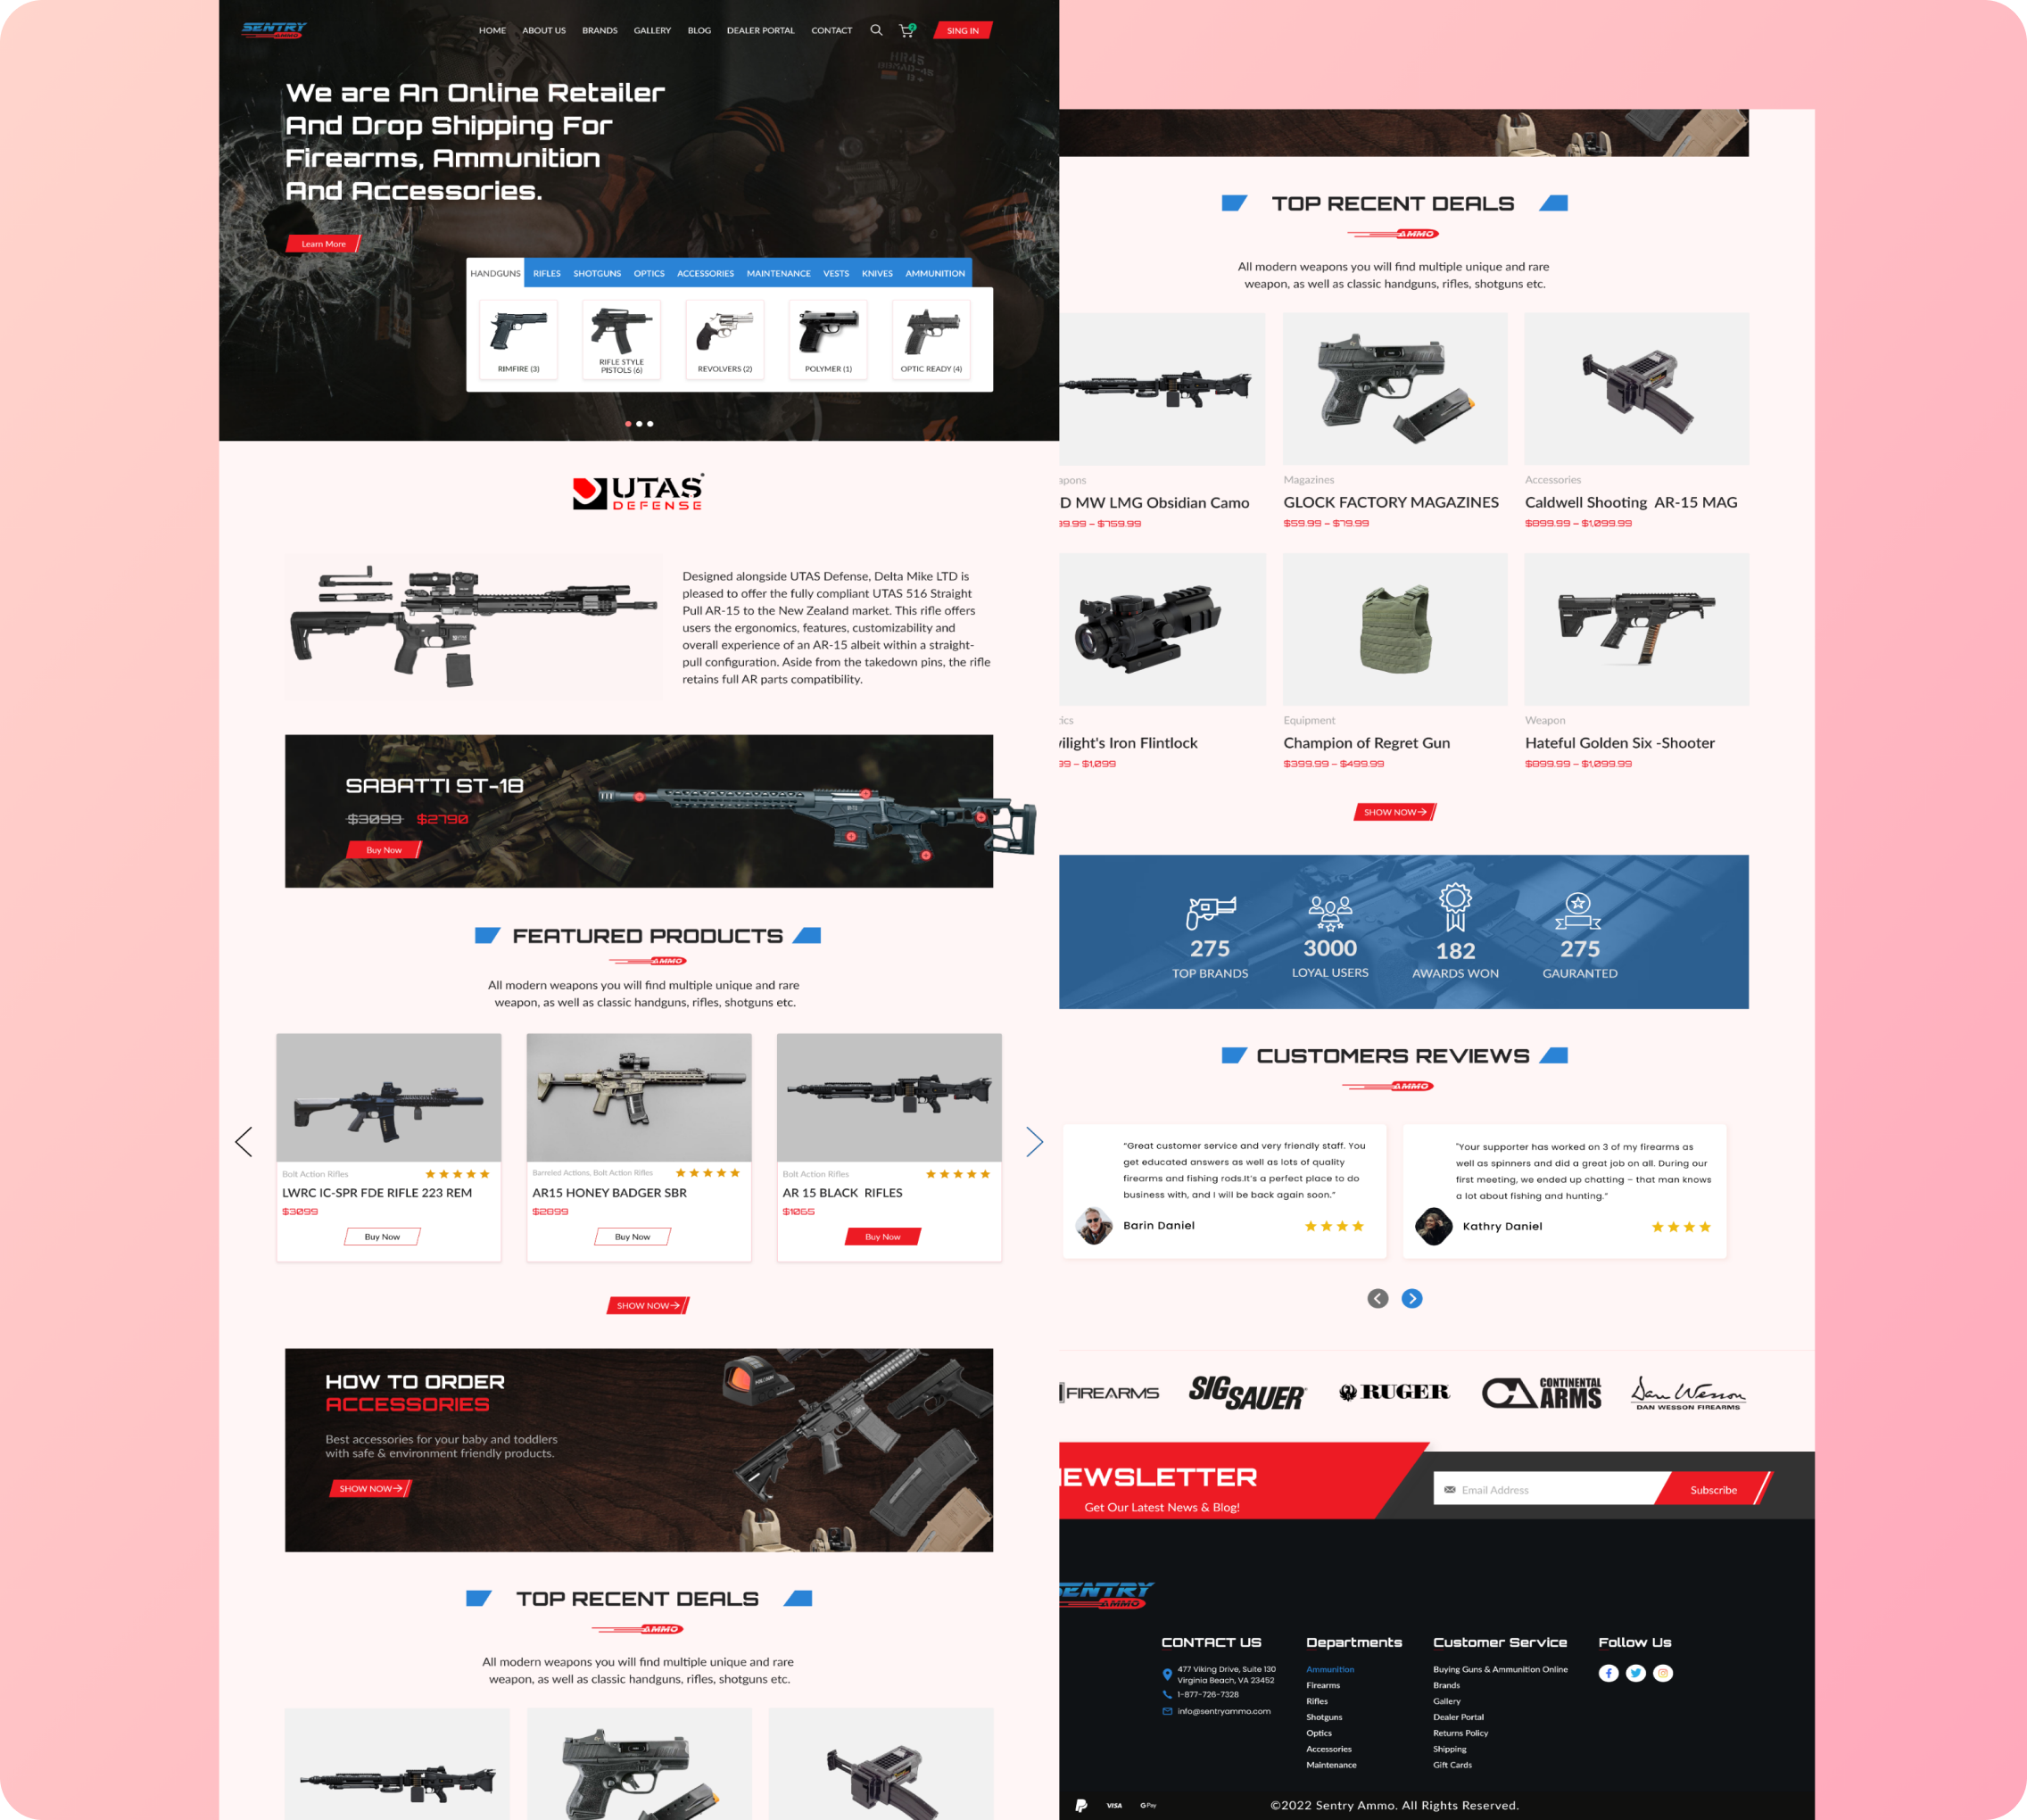 SENTRY
AMMO
HOME ABOUT US BRANDS GALLERY BLOG DEALER PORTAL CONTACT SING IN
We are An Online Retailer
And Drop Shipping For
Firearms, Ammunition
And Accessories.
Learn More
HANDGUNS RIFLES SHOTGUNS OPTICS ACCESSORIES MAINTENANCE VESTS KNIVES AMMUNITION
RIMFIRE (3)
RIFLE STYLE
PISTOLS (6)
REVOLVERS (2)
POLYMER (1)
OPTIC READY (4)
UTAS
DEFENSE
Designed alongside UTAS Defense, Delta Mike LTD is
pleased to offer the fully compliant UTAS 516 Straight
Pull AR-15 to the New Zealand market. This rifle offers
users the ergonomics, features, customizability and
overall experience of an AR-15 albeit within a straight-
pull configuration. Aside from the takedown pins, the rifle
retains full AR parts compatibility.
SABATTI ST-18
$3099 $2790
Buy Now
FEATURED PRODUCTS
AMMO
All modern weapons you will find multiple unique and rare
weapon, as well as classic handguns, rifles, shotguns etc.
Bolt Action Rifles
LWRC IC-SPR FDE RIFLE 223 REM
$3099
Buy Now
Barreled Actions, Bolt Action Rifles
AR15 HONEY BADGER SBR
$2899
Buy Now
Bolt Action Rifles
AR 15 BLACK RIFLES
$1065
Buy Now
SHOW NOW
HOW TO ORDER
ACCESSORIES
Best accessories for your baby and toddlers
with safe & environment friendly products.
SHOW NOW
TOP RECENT DEALS
AMMO
All modern weapons you will find multiple unique and rare
weapon, as well as classic handguns, rifles, shotguns etc.
TOP RECENT DEALS
AMMO
All modern weapons you will find multiple unique and rare
weapon, as well as classic handguns, rifles, shotguns etc.
apons
D MW LMG Obsidian Camo
99.99 – $759.99
Magazines
GLOCK FACTORY MAGAZINES
$59.99 – $79.99
Accessories
Caldwell Shooting AR-15 MAG
$899.99 – $1,099.99
tics
ilight's Iron Flintlock
99 – $1,099
Equipment
Champion of Regret Gun
$399.99 – $499.99
Weapon
Hateful Golden Six -Shooter
$899.99 – $1,099.99
SHOW NOW
275
TOP BRANDS
3000
LOYAL USERS
182
AWARDS WON
275
GAURANTED
CUSTOMERS REVIEWS
AMMO
"Great customer service and very friendly staff. You
get educated answers as well as lots of quality
firearms and fishing rods.It's a perfect place to do
business with, and I will be back again soon."
Barin Daniel
"Your supporter has worked on 3 of my firearms as
well as spinners and did a great job on all. During our
first meeting, we ended up chatting – that man knows
a lot about fishing and hunting."
Kathry Daniel
FIREARMS
SIG SAUER
RUGER
CONTINENTAL
ARMS
Dan Wesson
DAN WESSON FIREARMS
EWSLETTER
Get Our Latest News & Blog!
Email Address
Subscribe
SENTRY
AMMO
CONTACT US
477 Viking Drive, Suite 130
Virginia Beach, VA 23452
1-877-726-7328
info@sentryammo.com
Departments
Ammunition
Firearms
Rifles
Shotguns
Optics
Accessories
Maintenance
Customer Service
Buying Guns & Ammunition Online
Brands
Gallery
Dealer Portal
Returns Policy
Shipping
Gift Cards
Follow Us
VISA
G Pay
©2022 Sentry Ammo. All Rights Reserved.